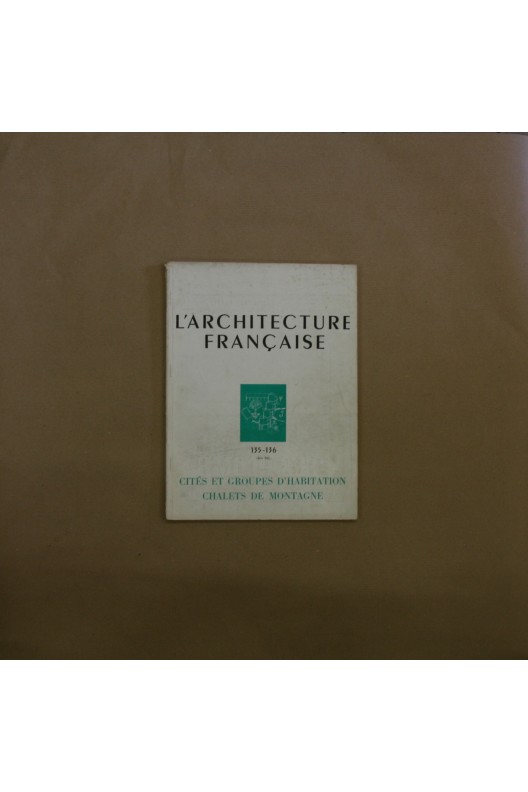 L'ARCHITECTURE
FRANÇAISE
135-136
CITÉS ET GROUPES D'HABITATION
CHALETS DE MONTAGNE